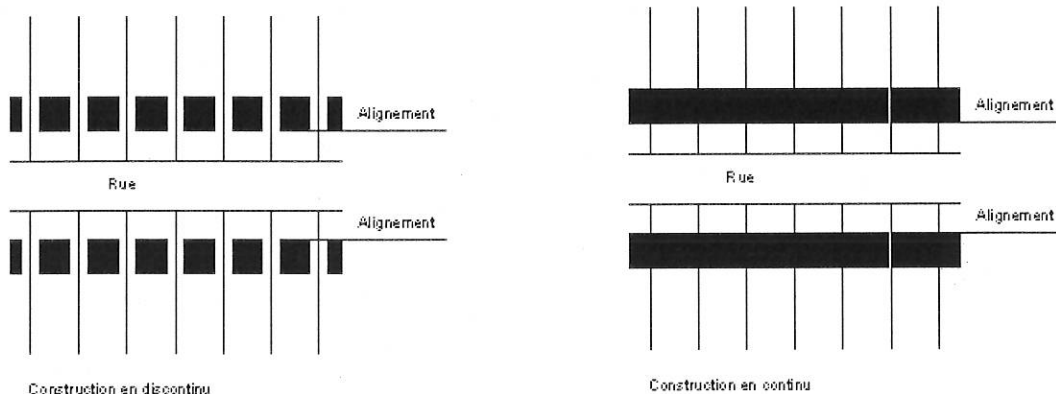 Alignement
Rue
Alignement
Construction en discontinu
Alignement
Rue
Alignement
Construction en continu